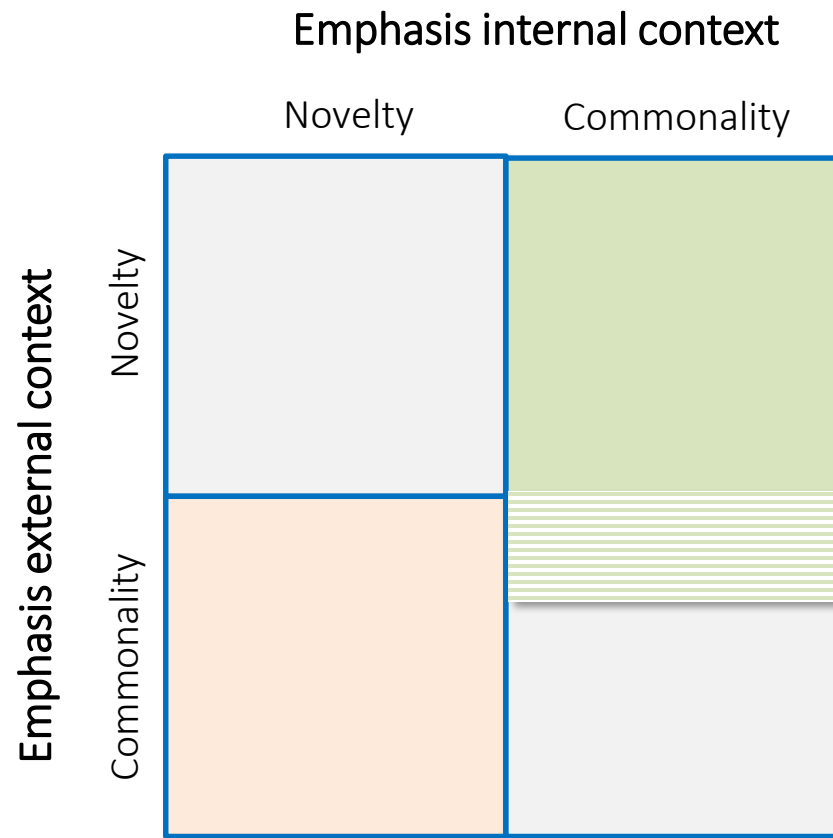 Emphasis internal context
Novelty
Commonality
Emphasis external context
Novelty
Commonality